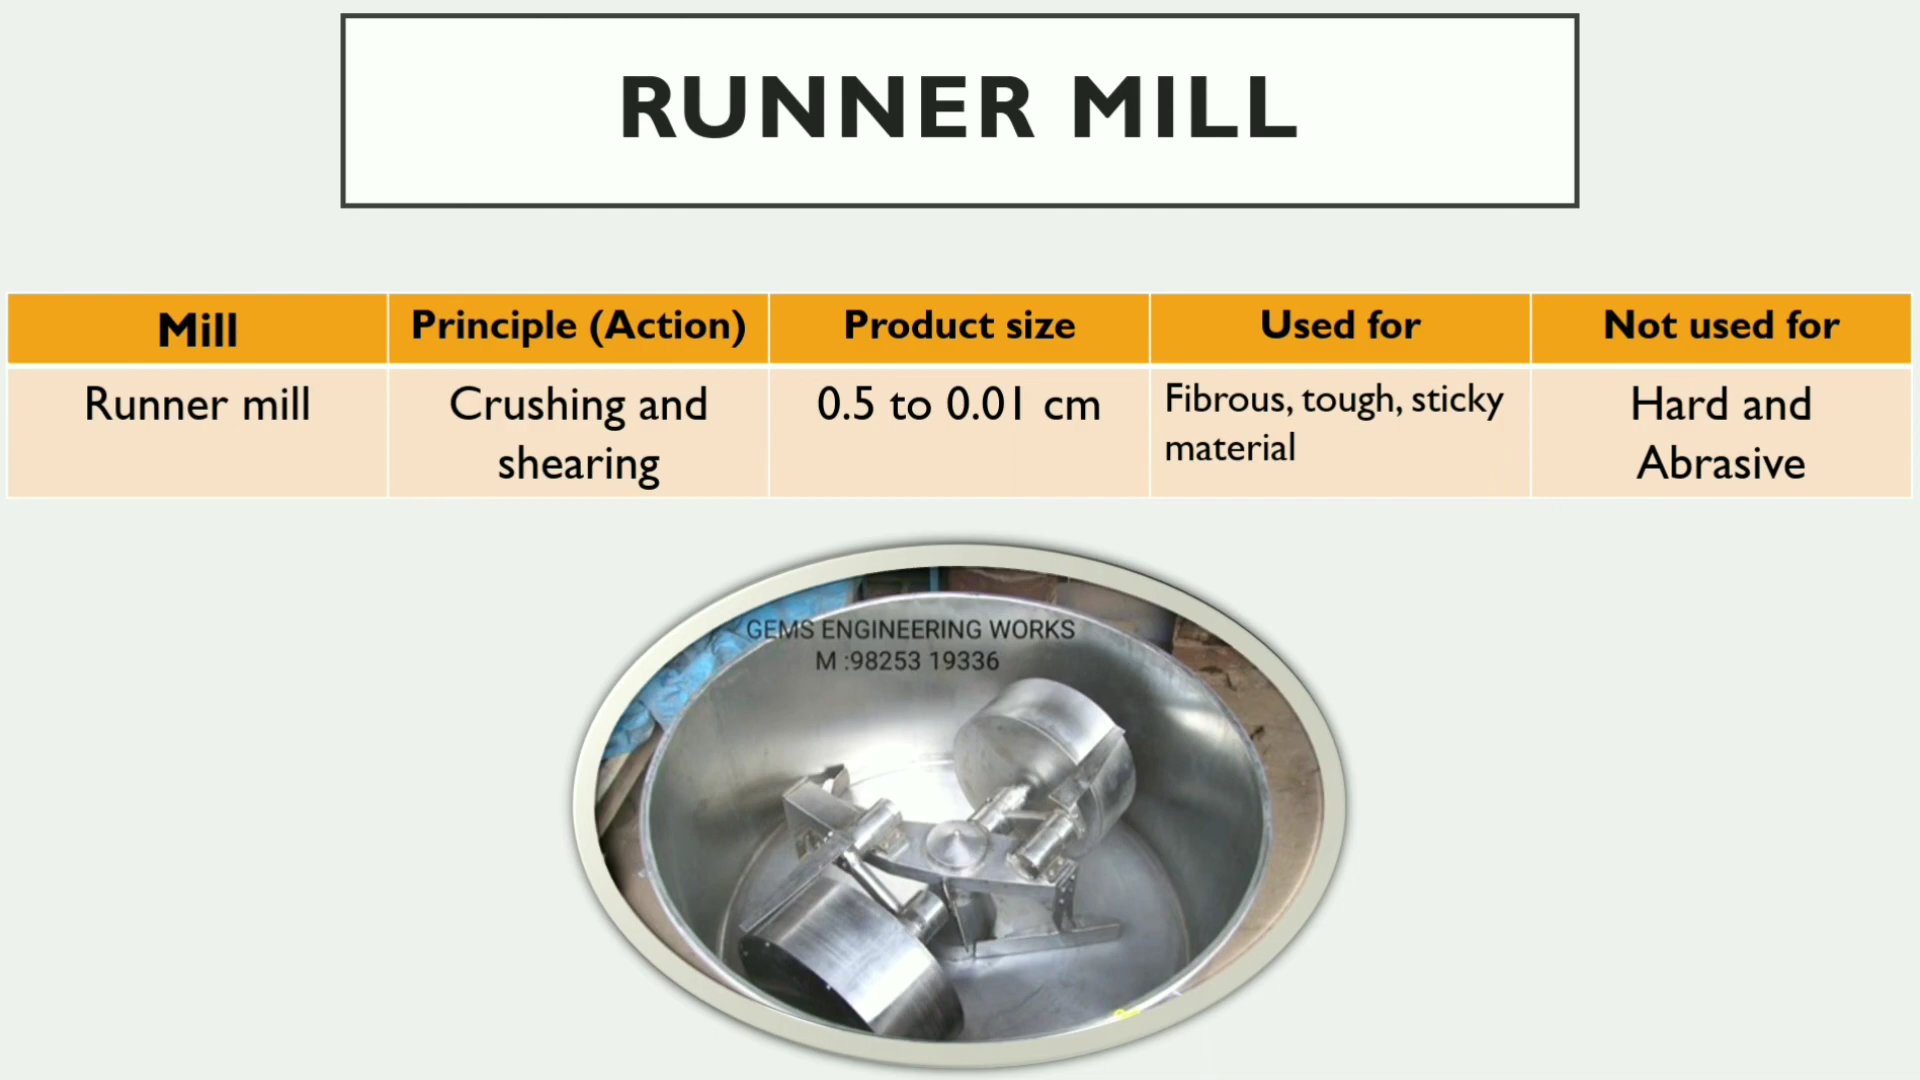 RUNNER MILL
Mill
Principle (Action)
Product size
Used for
Not used for
Runner mill
Crushing and
shearing
0.5 to 0.01 cm
Fibrous, tough, sticky
material
Hard and
Abrasive
GEMS ENGINEERING WORKS
M :98253 19336